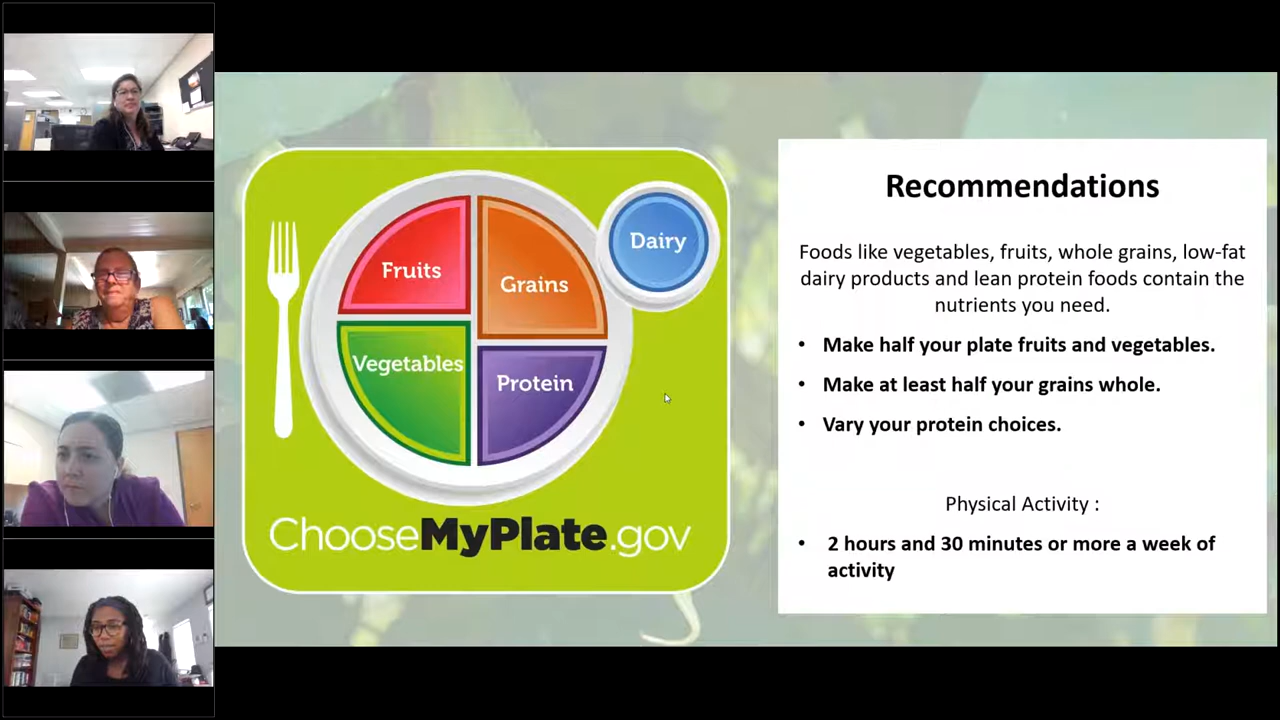 Fruits
Grains
Dairy
Vegetables
Protein
ChooseMyPlate.gov
Recommendations
Foods like vegetables, fruits, whole grains, low-fat
dairy products and lean protein foods contain the
nutrients you need.
• Make half your plate fruits and vegetables.
• Make at least half your grains whole.
• Vary your protein choices.
Physical Activity :
• 2 hours and 30 minutes or more a week of
activity